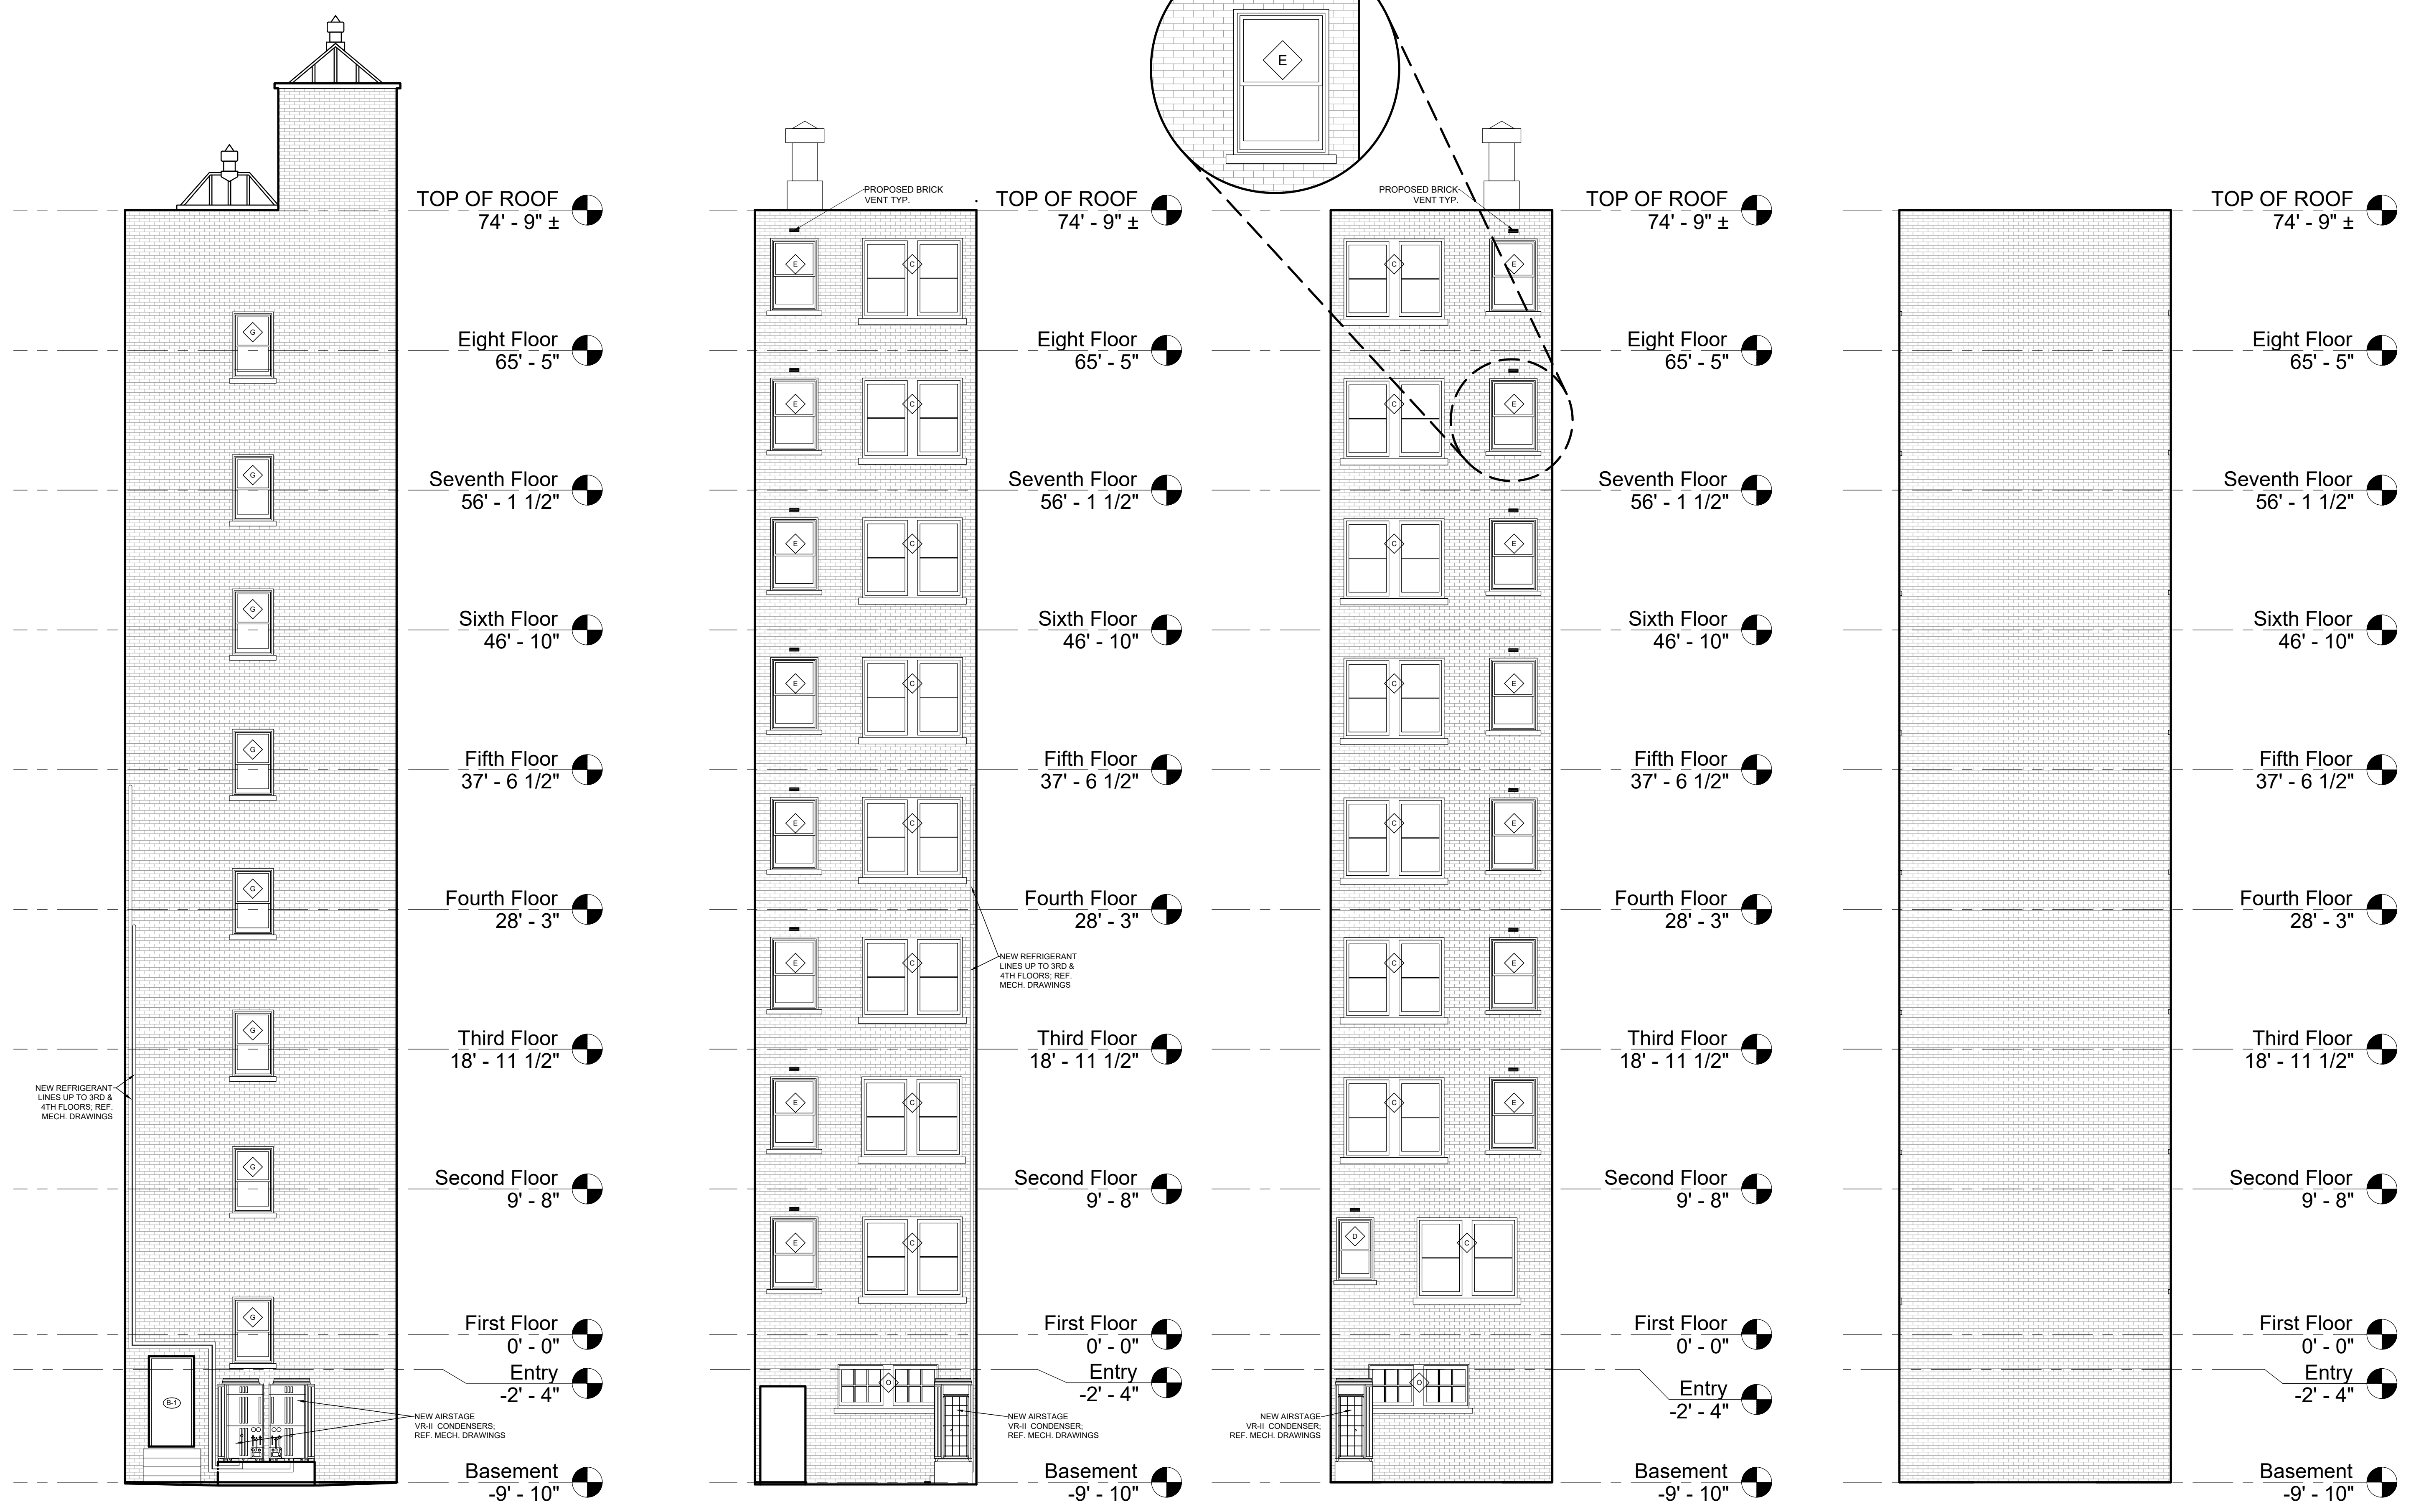 E
TOP OF ROOF
74' - 9" ±
G
Eight Floor
65' - 5"
G
Seventh Floor
56' - 1 1/2"
G
Sixth Floor
46' - 10"
G
Fifth Floor
37' - 6 1/2"
G
Fourth Floor
28' - 3"
G
Third Floor
18' - 11 1/2"
NEW REFRIGERANT
LINES UP TO 3RD &
4TH FLOORS; REF.
MECH. DRAWINGS
G
Second Floor
9' - 8"
G
First Floor
0' - 0"
Entry
-2' - 4"
B-1
NEW AIRSTAGE
VR-II CONDENSERS;
REF. MECH. DRAWINGS
Basement
-9' - 10"
PROPOSED BRICK
VENT TYP.
TOP OF ROOF
74' - 9" ±
E
C
Eight Floor
65' - 5"
E
C
Seventh Floor
56' - 1 1/2"
E
C
Sixth Floor
46' - 10"
E
C
Fifth Floor
37' - 6 1/2"
E
C
Fourth Floor
28' - 3"
E
C
NEW REFRIGERANT
LINES UP TO 3RD &
4TH FLOORS; REF.
MECH. DRAWINGS
Third Floor
18' - 11 1/2"
E
C
Second Floor
9' - 8"
E
C
First Floor
0' - 0"
Entry
-2' - 4"
O
NEW AIRSTAGE
VR-II CONDENSER;
REF. MECH. DRAWINGS
Basement
-9' - 10"
PROPOSED BRICK
VENT TYP.
TOP OF ROOF
74' - 9" ±
C
E
Eight Floor
65' - 5"
C
E
Seventh Floor
56' - 1 1/2"
C
E
Sixth Floor
46' - 10"
C
E
Fifth Floor
37' - 6 1/2"
C
E
Fourth Floor
28' - 3"
C
E
Third Floor
18' - 11 1/2"
C
E
Second Floor
9' - 8"
D
C
First Floor
0' - 0"
O
Entry
-2' - 4"
NEW AIRSTAGE
VR-II CONDENSER;
REF. MECH. DRAWINGS
Basement
-9' - 10"
TOP OF ROOF
74' - 9" ±
Eight Floor
65' - 5"
Seventh Floor
56' - 1 1/2"
Sixth Floor
46' - 10"
Fifth Floor
37' - 6 1/2"
Fourth Floor
28' - 3"
Third Floor
18' - 11 1/2"
Second Floor
9' - 8"
First Floor
0' - 0"
Entry
-2' - 4"
Basement
-9' - 10"